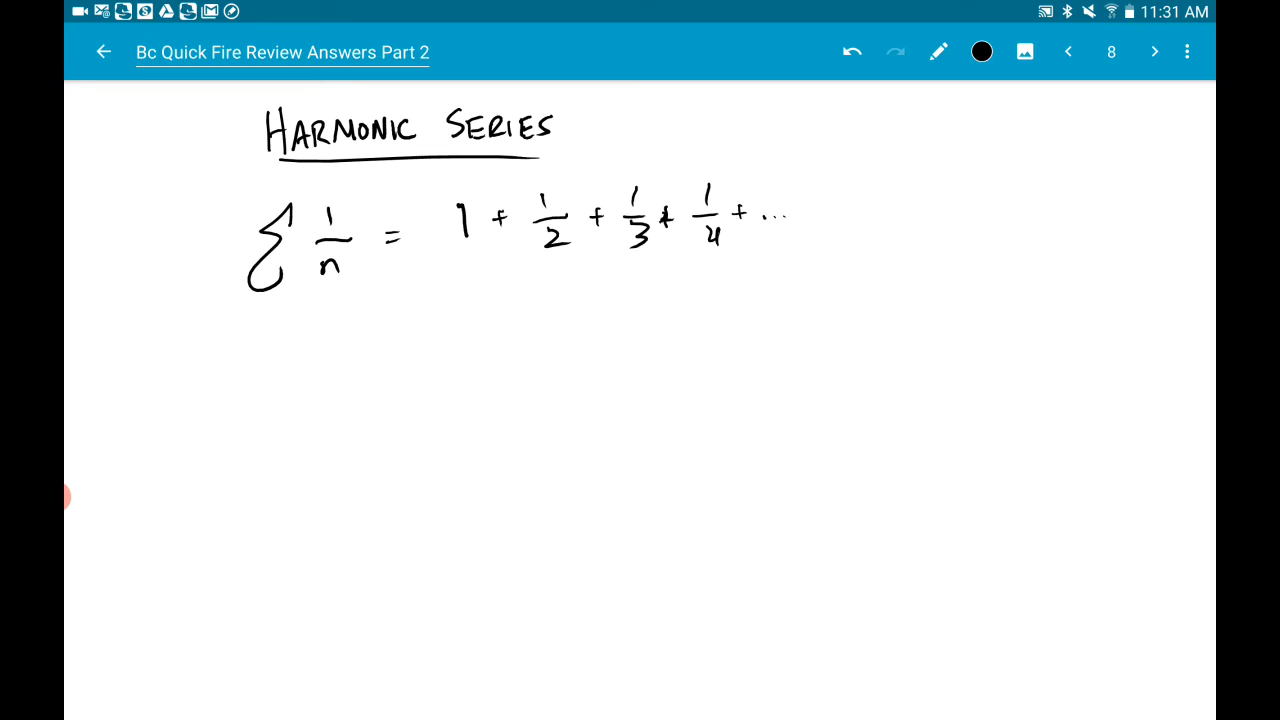 11:31 AM
Bc Quick Fire Review Answers Part 2
8
HARMONIC SERIES
∑ 1/n = 1 + 1/2 + 1/3 + 1/4 + ...